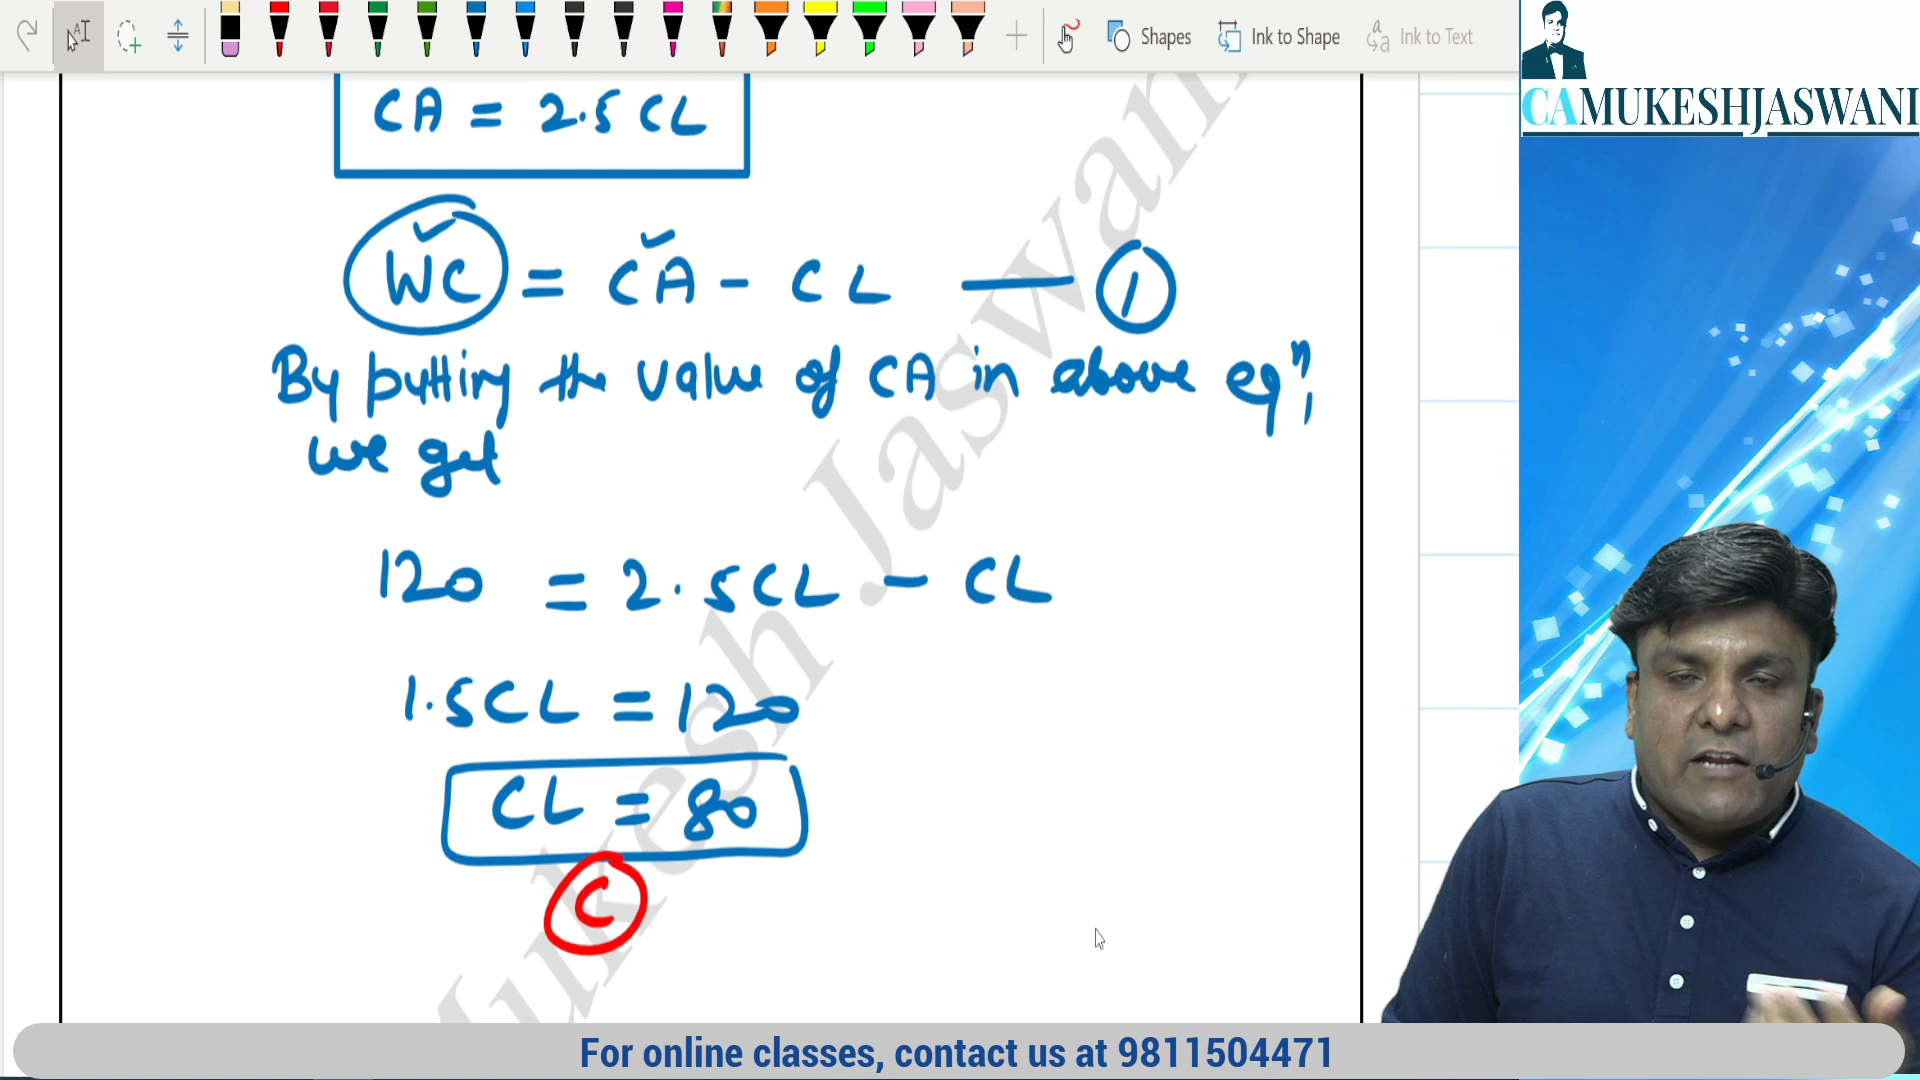 Shapes
Ink to Shape
Ink to Text
CAMUKESHJASWANI
CA = 2.5 CL
WC = CA - CL — 1
By putting the value of CA in above eqn,
we get
120 = 2.5CL - CL
1.5CL = 120
CL = 80
C
Mukesh Jaswani
For online classes, contact us at 9811504471